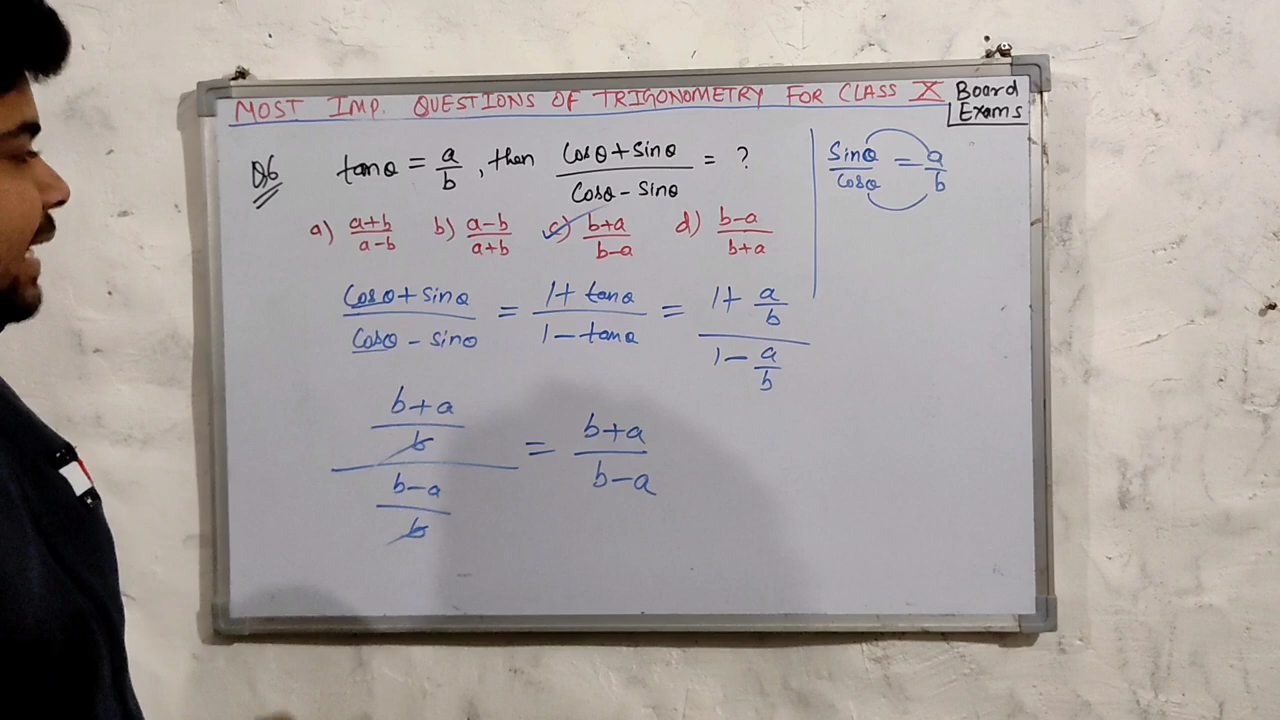 MOST IMP. QUESTIONS OF TRIGONOMETRY FOR CLASS X Board Exams
Q6 tanθ = a/b , then (Cosθ + Sinθ)/(Cosθ - Sinθ) = ?
a) (a+b)/(a-b) b) (a-b)/(a+b) c) (b+a)/(b-a) d) (b-a)/(b+a)
(Cosθ + Sinθ)/(Cosθ - Sinθ) = (1 + tanθ)/(1 - tanθ) = (1 + a/b)/(1 - a/b)
((b+a)/b)/((b-a)/b) = (b+a)/(b-a)
Sinθ/Cosθ = a/b